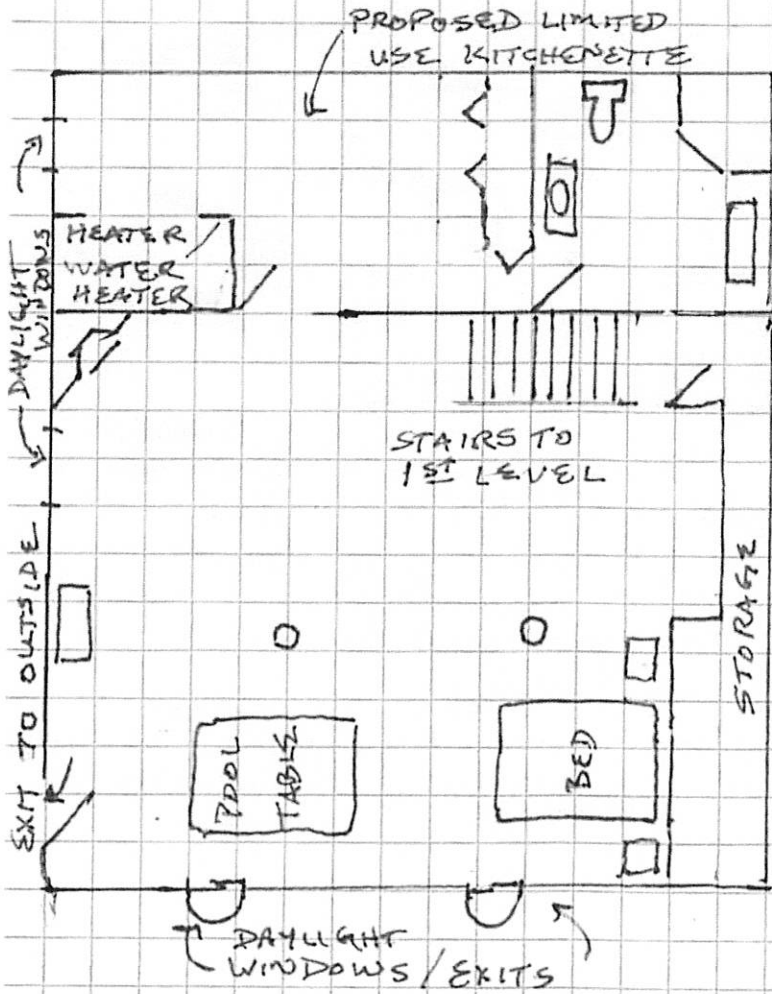 PROPOSED LIMITED
USE KITCHENETTE
HEATER
WATER
HEATER
DAYLIGHT
WINDOWS
STAIRS TO
1ST LEVEL
EXIT TO OUTSIDE
STORAGE
POOL
TABLE
BED
DAYLIGHT
WINDOWS / EXITS